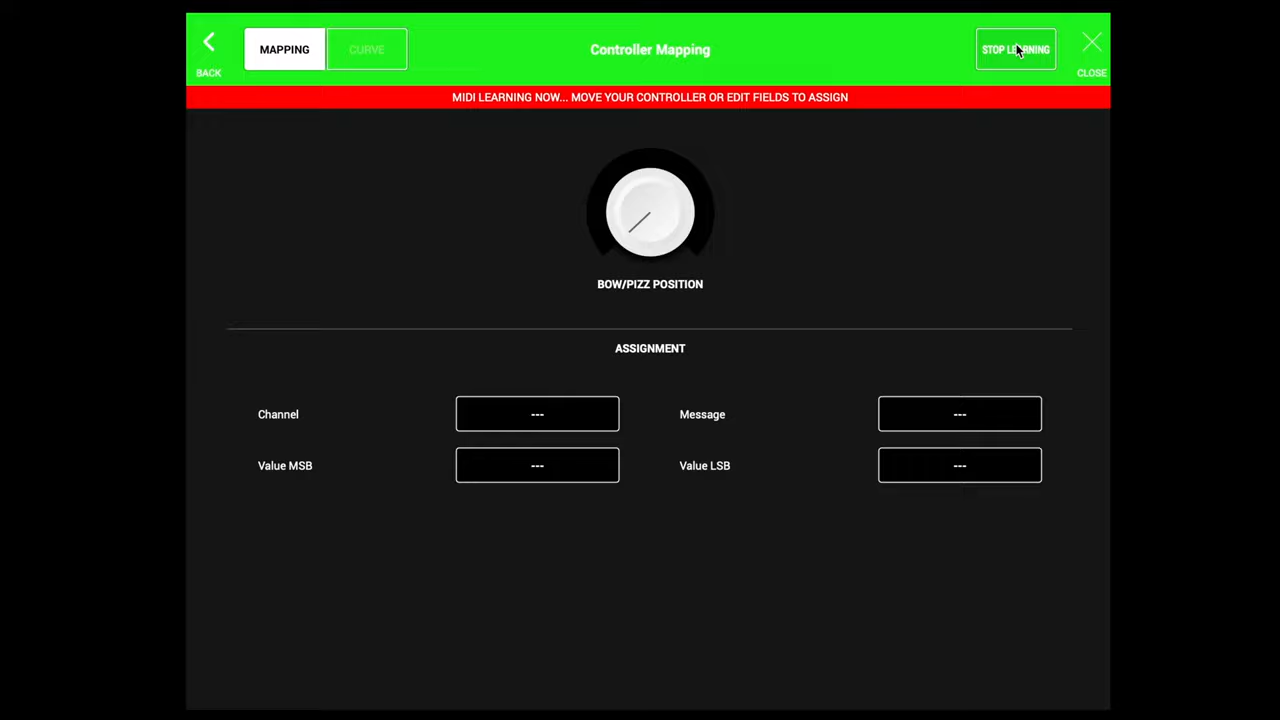 BACK
MAPPING
CURVE
Controller Mapping
STOP LEARNING
CLOSE
MIDI LEARNING NOW... MOVE YOUR CONTROLLER OR EDIT FIELDS TO ASSIGN
BOW/PIZZ POSITION
ASSIGNMENT
Channel
---
Message
---
Value MSB
---
Value LSB
---